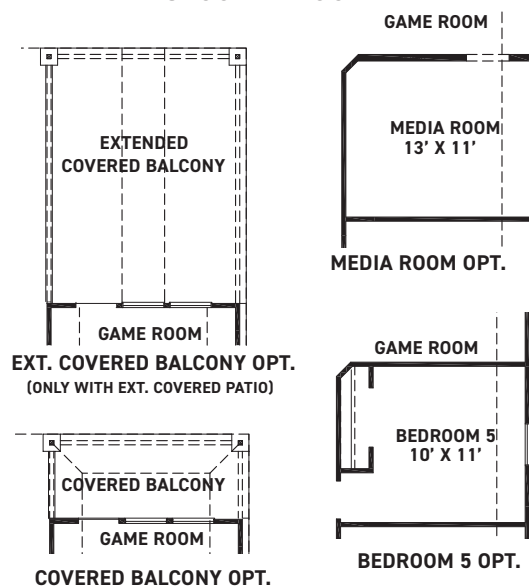 EXTENDED
COVERED BALCONY
GAME ROOM
EXT. COVERED BALCONY OPT.
(ONLY WITH EXT. COVERED PATIO)
COVERED BALCONY
GAME ROOM
COVERED BALCONY OPT.
GAME ROOM
MEDIA ROOM
13' X 11'
MEDIA ROOM OPT.
GAME ROOM
BEDROOM 5
10' X 11'
BEDROOM 5 OPT.